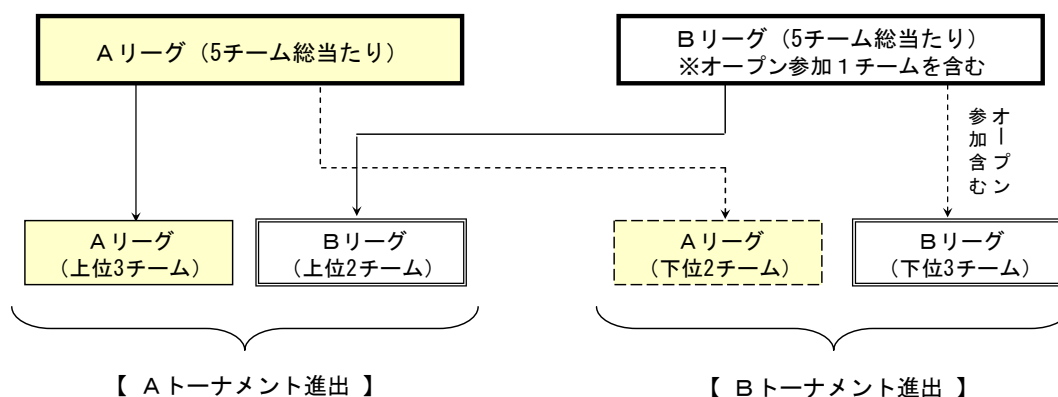 Aリーグ（5チーム総当たり）
Bリーグ（5チーム総当たり）
※オープン参加１チームを含む
オープン
参加含む
Aリーグ
（上位3チーム）
Bリーグ
（上位2チーム）
Aリーグ
（下位2チーム）
Bリーグ
（下位3チーム）
【 Aトーナメント進出 】
【 Bトーナメント進出 】